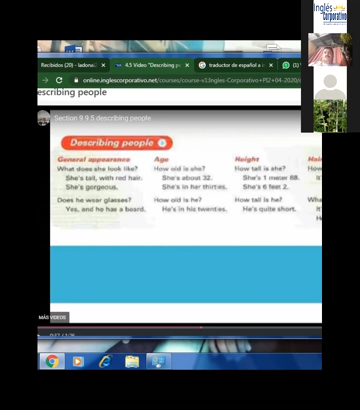 Inglés
Corporativo
Recibidos (20) - ladona
4.5 Video "Describing p
traductor de español a i
(1)
online.inglescorporativo.net/courses/course-v1:Ingles-Corporativo+PI2+04-2020/
escribing people
Section 9 9.5 describing people
Describing people
General appearance
What does she look like?
She's tall, with red hair.
She's gorgeous.
Does he wear glasses?
Yes, and he has a beard.
Age
How old is she?
She's about 32.
She's in her thirties.
How old is he?
He's in his twenties.
Height
How tall is she?
She's 1 meter 88.
She's 6 feet 2.
How tall is he?
He's quite short.
MÁS VIDEOS